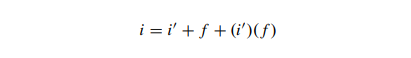 i = i′ + f + (i′)(f)